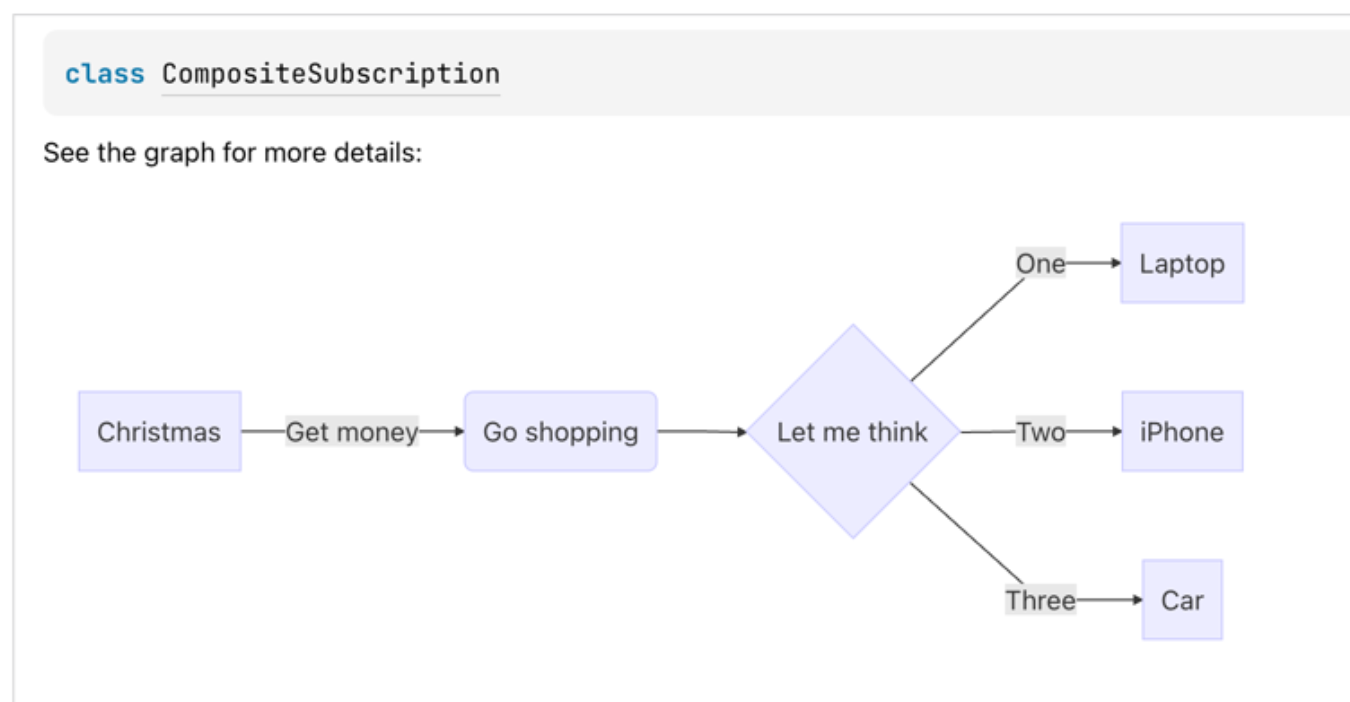 class CompositeSubscription
See the graph for more details:
One
Laptop
Christmas
Get money
Go shopping
Let me think
Two
iPhone
Three
Car